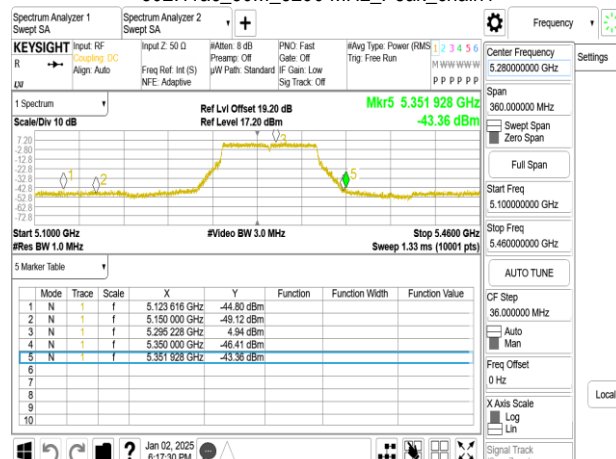 Spectrum Analyzer 1
Swept SA
Spectrum Analyzer 2
Swept SA
Frequency
KEYSIGHT
R
Input: RF
Coupling: DC
Align: Auto
Input Z: 50 Ω
Freq Ref: Int (S)
NFE: Adaptive
#Atten: 8 dB
Preamp: Off
µW Path: Standard
PNO: Fast
Gate: Off
IF Gain: Low
Sig Track: Off
#Avg Type: Power (RMS
Trig: Free Run
1 2 3 4 5 6
M W W W W W
P P P P P P
Center Frequency
5.280000000 GHz
Settings
Span
360.000000 MHz
Swept Span
Zero Span
Full Span
Start Freq
5.100000000 GHz
Stop Freq
5.460000000 GHz
AUTO TUNE
CF Step
36.000000 MHz
Auto
Man
Freq Offset
0 Hz
X Axis Scale
Log
Lin
Signal Track
Local
1 Spectrum
Scale/Div 10 dB
Ref Lvl Offset 19.20 dB
Ref Level 17.20 dBm
Mkr5 5.351 928 GHz
-43.36 dBm
7.20
-2.80
-12.8
-22.8
-32.8
-42.8
-52.8
-62.8
-72.8
1
2
3
5
Start 5.1000 GHz
#Res BW 1.0 MHz
#Video BW 3.0 MHz
Stop 5.4600 GHz
Sweep 1.33 ms (10001 pts)
5 Marker Table
Mode Trace Scale X Y Function Function Width Function Value
1 N 1 f 5.123 616 GHz -44.80 dBm
2 N 1 f 5.150 000 GHz -49.12 dBm
3 N 1 f 5.295 228 GHz 4.94 dBm
4 N 1 f 5.350 000 GHz -46.41 dBm
5 N 1 f 5.351 928 GHz -43.36 dBm
6
7
8
9
10
Jan 02, 2025
6:17:30 PM